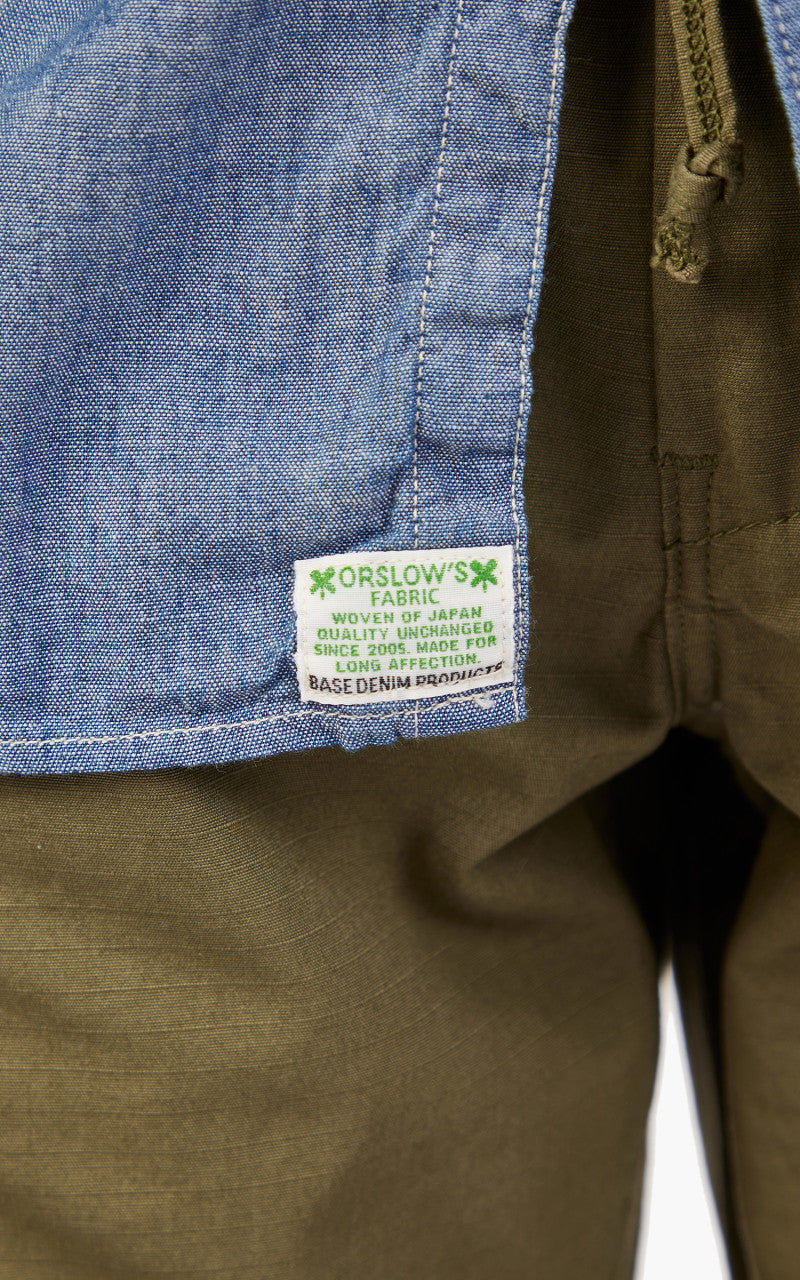 ORSLOW'S
FABRIC
WOVEN OF JAPAN
QUALITY UNCHANGED
SINCE 2005. MADE FOR
LONG AFFECTION.
BASE DENIM PRODUCTS